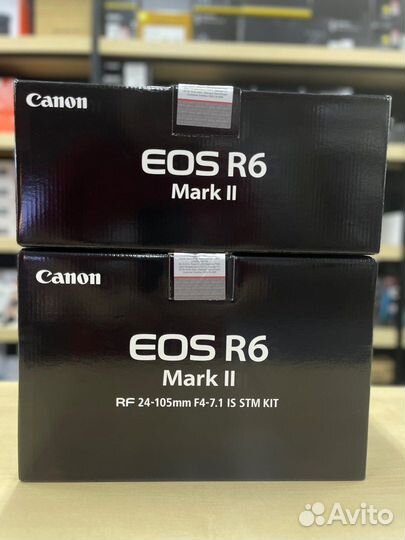 Canon
EOS R6
Mark II
Canon
EOS R6
Mark II
RF 24-105mm F4-7.1 IS STM KIT
Avito